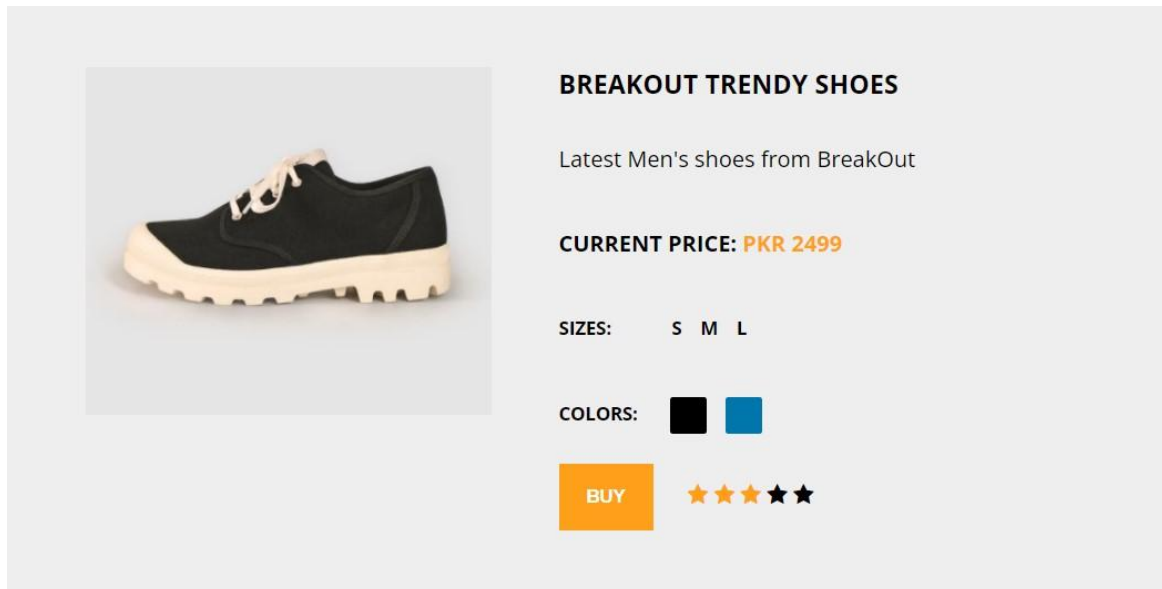 BREAKOUT TRENDY SHOES
Latest Men's shoes from BreakOut
CURRENT PRICE: PKR 2499
SIZES: S M L
COLORS:
BUY